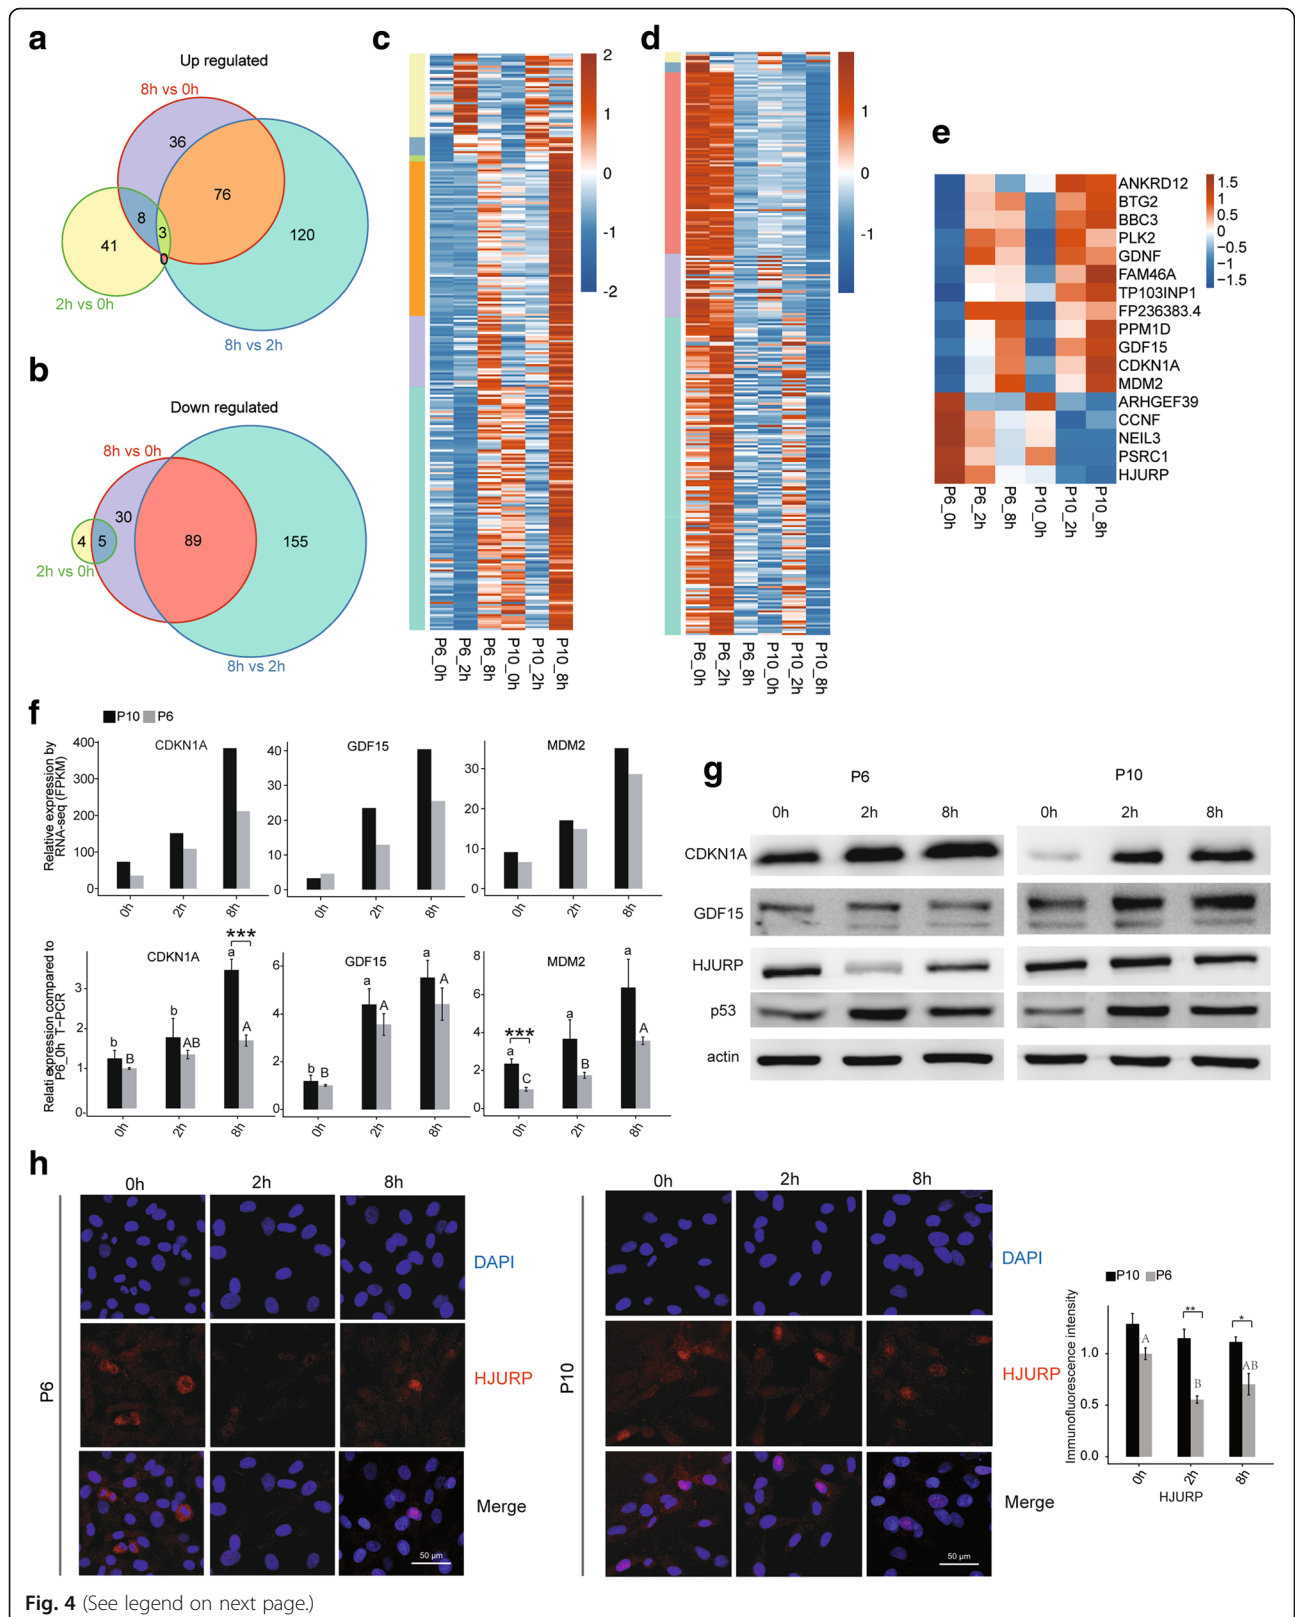 a
Up regulated
8h vs 0h
36
76
8
3
41
0
120
2h vs 0h
8h vs 2h
b
Down regulated
8h vs 0h
30
4
5
89
155
2h vs 0h
8h vs 2h
c
2
1
0
-1
-2
P6_0h
P6_2h
P6_8h
P10_0h
P10_2h
P10_8h
d
1
0
-1
P6_0h
P6_2h
P6_8h
P10_0h
P10_2h
P10_8h
e
ANKRD12
BTG2
BBC3
PLK2
GDNF
FAM46A
TP103INP1
FP236383.4
PPM1D
GDF15
CDKN1A
MDM2
ARHGEF39
CCNF
NEIL3
PSRC1
HJURP
1.5
1
0.5
0
−0.5
−1
−1.5
P6_0h
P6_2h
P6_8h
P10_0h
P10_2h
P10_8h
f
P10 P6
Relative expression by
RNA-seq (FPKM)
CDKN1A
400
300
200
100
0
0h 2h 8h
GDF15
40
30
20
10
0
0h 2h 8h
MDM2
30
20
10
0
0h 2h 8h
Relati expression compared to
P6_0h T−PCR
CDKN1A
3
2
1
0
b B b AB a A
***
0h 2h 8h
GDF15
6
4
2
0
b B a A a A
0h 2h 8h
MDM2
8
6
4
2
0
***
a C a B a A
0h 2h 8h
g
P6 P10
0h 2h 8h 0h 2h 8h
CDKN1A
GDF15
HJURP
p53
actin
h
0h 2h 8h
P6
DAPI
HJURP
Merge
50 µm
0h 2h 8h
P10
DAPI
HJURP
Merge
50 µm
P10 P6
Immunofluorescence intensity
1.0
0.5
0.0
A
**
B
*
AB
0h 2h 8h
HJURP
Fig. 4 (See legend on next page.)